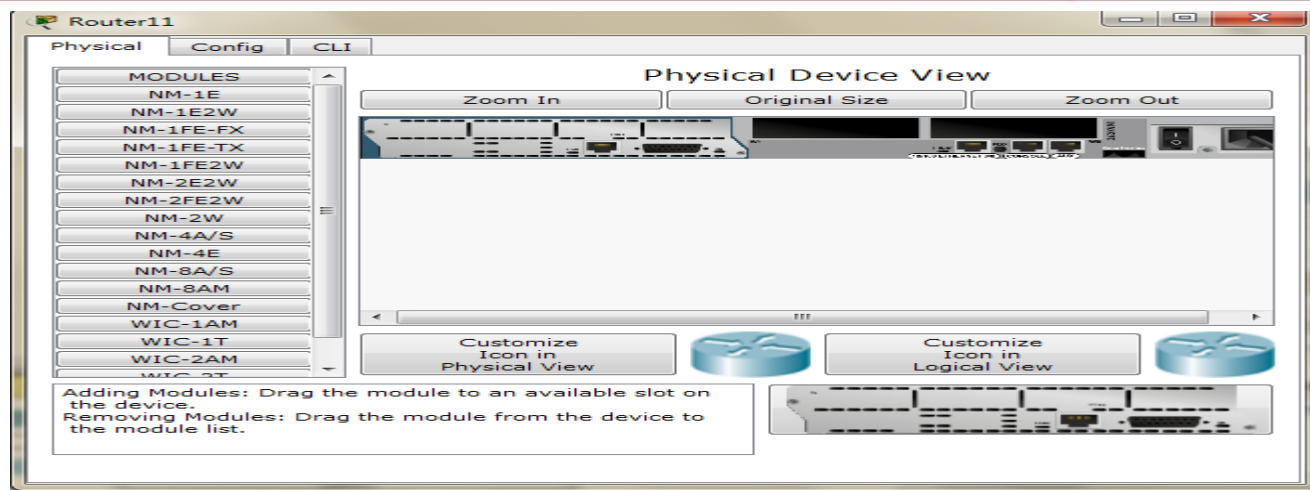 Router11
Physical
Config
CLI
MODULES
NM-1E
NM-1E2W
NM-1FE-FX
NM-1FE-TX
NM-1FE2W
NM-2E2W
NM-2FE2W
NM-2W
NM-4A/S
NM-4E
NM-8A/S
NM-8AM
NM-Cover
WIC-1AM
WIC-1T
WIC-2AM
Physical Device View
Zoom In
Original Size
Zoom Out
Customize
Icon in
Physical View
Customize
Icon in
Logical View
Adding Modules: Drag the module to an available slot on
the device.
Removing Modules: Drag the module from the device to
the module list.